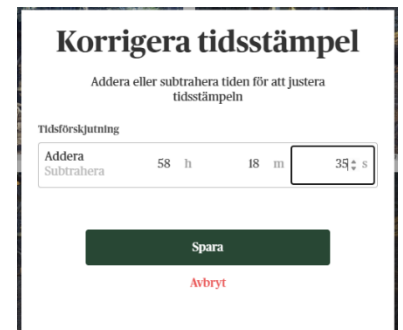 Korrigera tidsstämpel
Addera eller subtrahera tiden för att justera
tidsstämpeln
Tidsförskjutning
Addera
Subtrahera
58 h 18 m 35 s
Spara
Avbryt